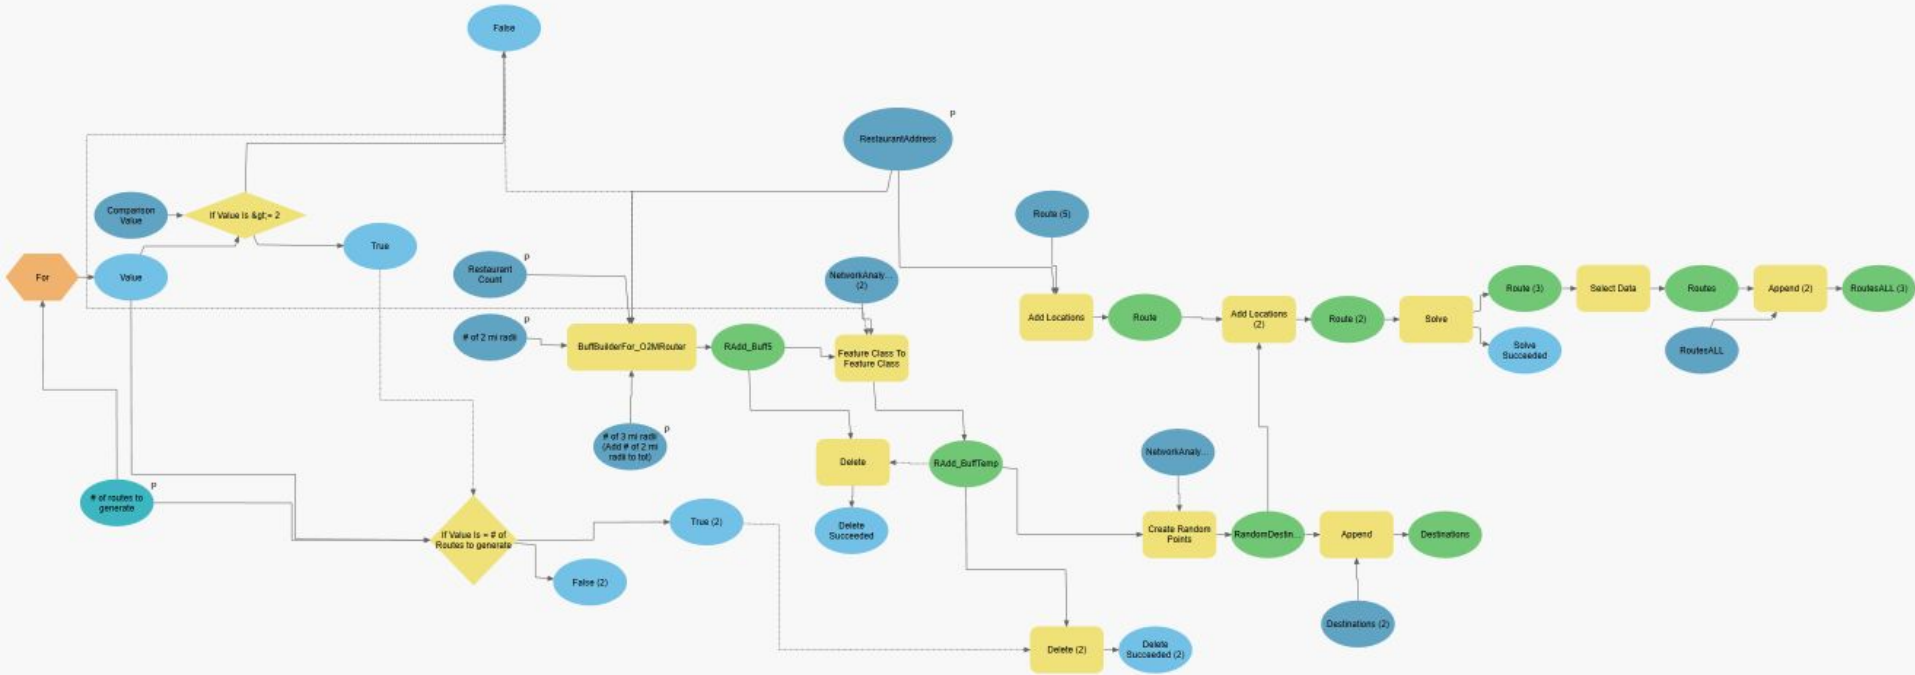 False
P
RestaurantAddress
Comparison
Value
If Value Is &gt;= 2
Route (5)
True
For
Value
P
Restaurant
Count
NetworkAnaly...
(2)
Route (3)
Select Data
Routes
Append (2)
RoutesALL (3)
P
# of 2 mi radii
BuffBuilderFor_O2MRouter
RAdd_Buff5
Feature Class To
Feature Class
Add Locations
Route
Add Locations
(2)
Route (2)
Solve
Solve
Succeeded
RoutesALL
P
# of 3 mi radii
(Add # of 2 mi
radii to tot)
Delete
RAdd_BuffTemp
NetworkAnaly...
P
# of routes to
generate
If Value Is = # of
Routes to generate
True (2)
Delete
Succeeded
Create Random
Points
RandomDestin...
Append
Destinations
False (2)
Destinations (2)
Delete (2)
Delete
Succeeded (2)